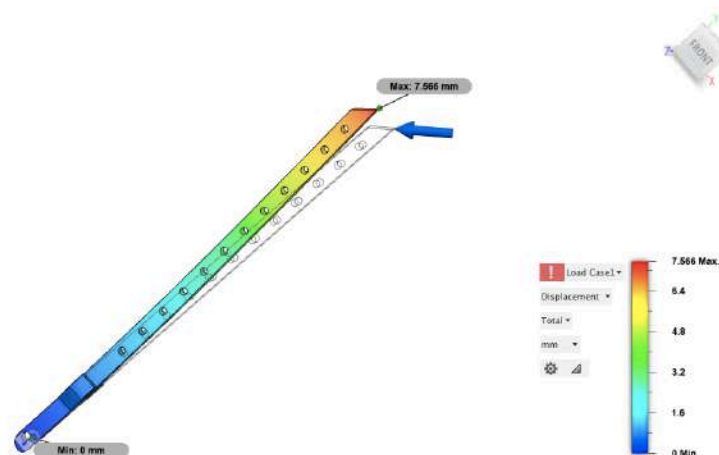 FRONT
Z
X
Max: 7.566 mm
Min: 0 mm
Load Case1
Displacement
Total
mm
7.566 Max.
6.4
4.8
3.2
1.6
0 Min.